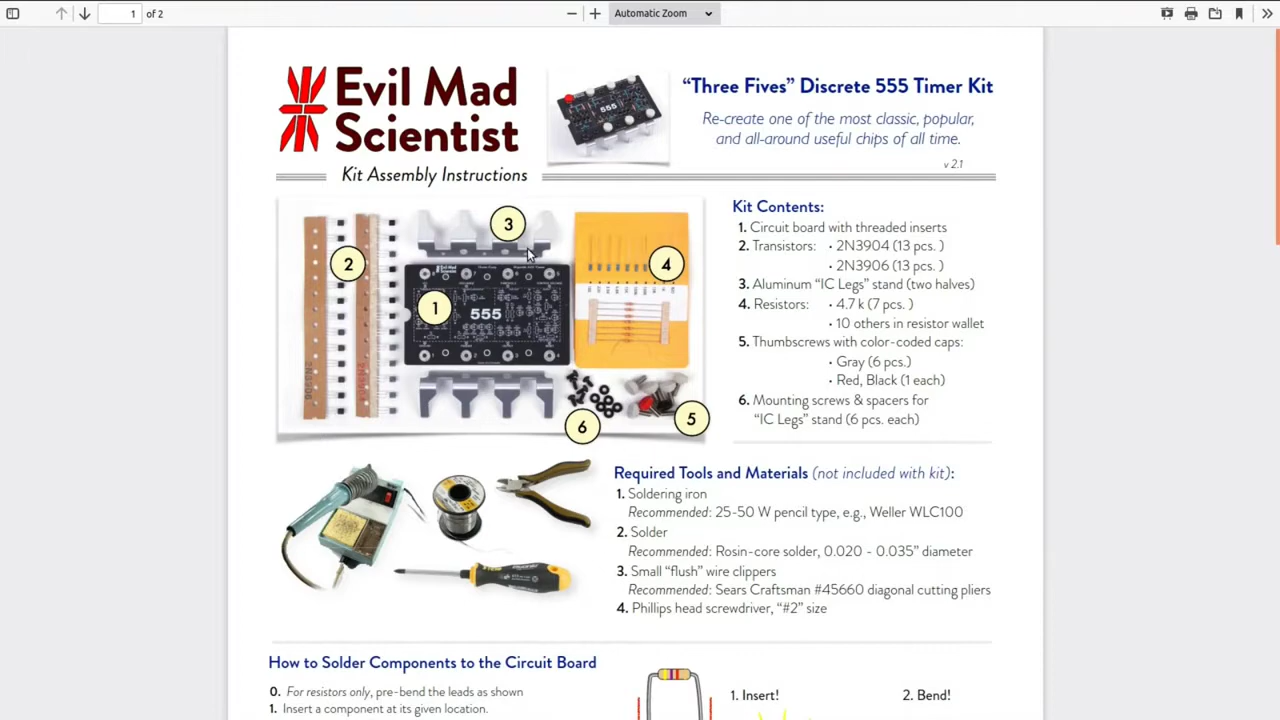 1 of 2
Automatic Zoom
Evil Mad
Scientist
Kit Assembly Instructions
555
“Three Fives” Discrete 555 Timer Kit
Re-create one of the most classic, popular,
and all-around useful chips of all time.
v 2.1
1
2
3
4
5
6
555
Evil Mad
Scientist
2N3906
Kit Contents:
1. Circuit board with threaded inserts
2. Transistors: • 2N3904 (13 pcs. )
• 2N3906 (13 pcs. )
3. Aluminum “IC Legs” stand (two halves)
4. Resistors: • 4.7 k (7 pcs. )
• 10 others in resistor wallet
5. Thumbscrews with color-coded caps:
• Gray (6 pcs.)
• Red, Black (1 each)
6. Mounting screws & spacers for
“IC Legs” stand (6 pcs. each)
Required Tools and Materials (not included with kit):
1. Soldering iron
Recommended: 25-50 W pencil type, e.g., Weller WLC100
2. Solder
Recommended: Rosin-core solder, 0.020 - 0.035” diameter
3. Small “flush” wire clippers
Recommended: Sears Craftsman #45660 diagonal cutting pliers
4. Phillips head screwdriver, “#2” size
How to Solder Components to the Circuit Board
0. For resistors only, pre-bend the leads as shown
1. Insert a component at its given location.
1. Insert!
2. Bend!